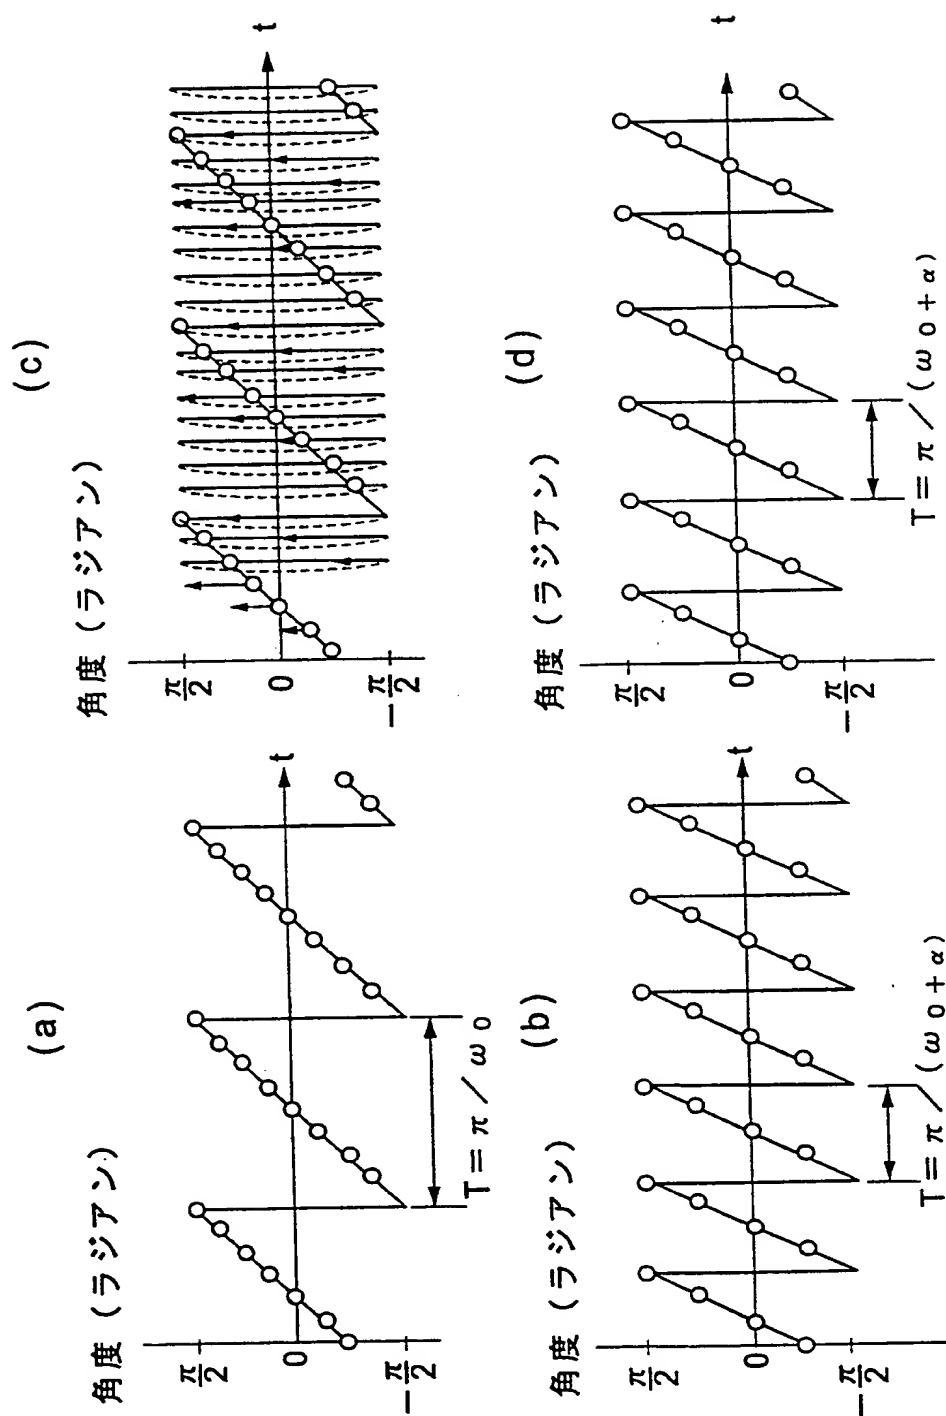 (a)
角度 (ラジアン)
π/2
0
-π/2
t
T=π/ω0
(b)
角度 (ラジアン)
π/2
0
-π/2
t
T=π/(ω0+α)
(c)
角度 (ラジアン)
π/2
0
-π/2
t
(d)
角度 (ラジアン)
π/2
0
-π/2
t
T=π/(ω0+α)